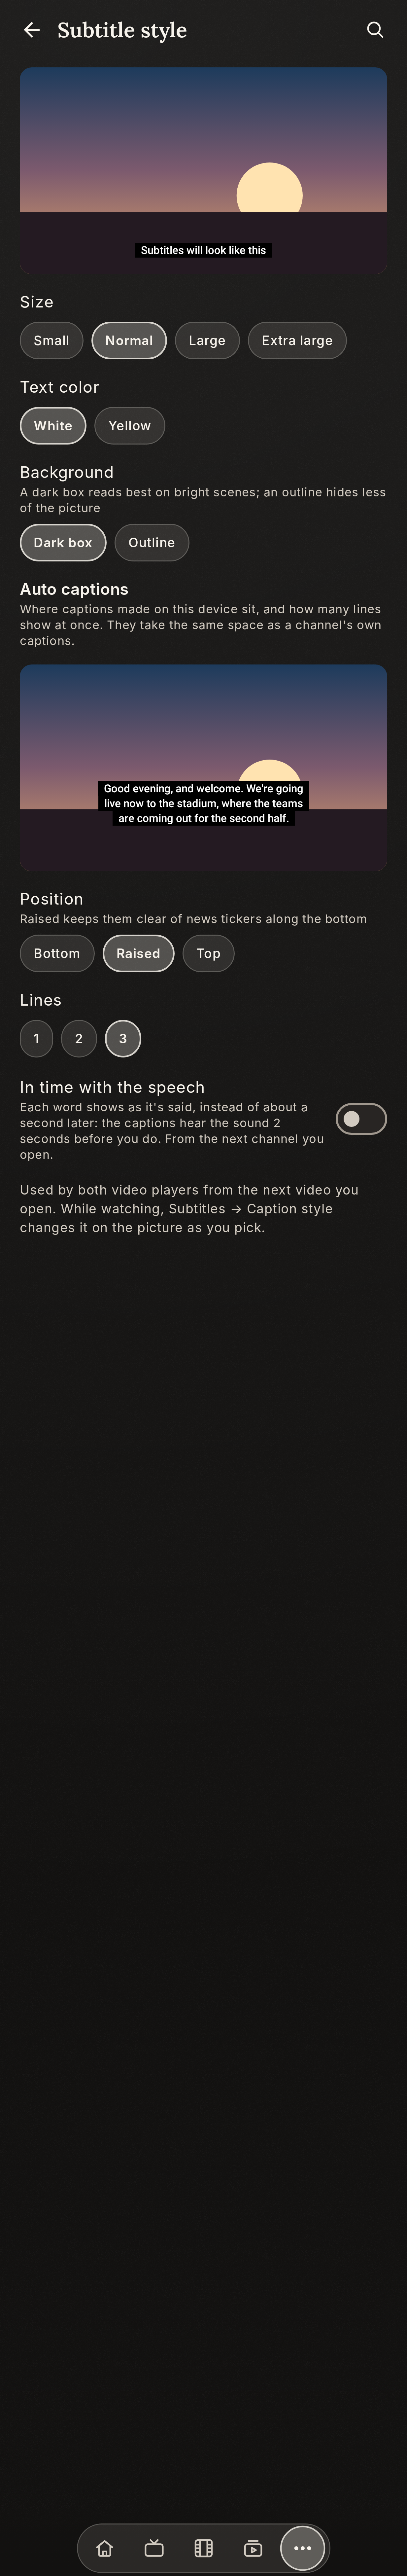 Subtitle style
Subtitles will look like this
Size
Small Normal Large Extra large
Text color
White Yellow
Background
A dark box reads best on bright scenes; an outline hides less
of the picture
Dark box Outline
Auto captions
Where captions made on this device sit, and how many lines
show at once. They take the same space as a channel's own
captions.
Good evening, and welcome. We're going
live now to the stadium, where the teams
are coming out for the second half.
Position
Raised keeps them clear of news tickers along the bottom
Bottom Raised Top
Lines
1 2 3
In time with the speech
Each word shows as it's said, instead of about a
second later: the captions hear the sound 2
seconds before you do. From the next channel you
open.
Used by both video players from the next video you
open. While watching, Subtitles → Caption style
changes it on the picture as you pick.